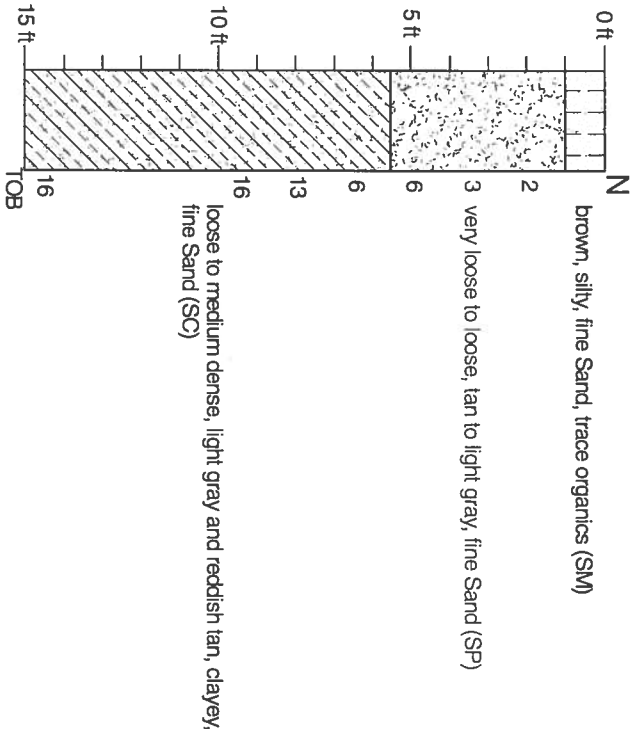 0 ft
5 ft
10 ft
15 ft
N
2
3
6
6
13
16
16
TOB
brown, silty, fine Sand, trace organics (SM)
very loose to loose, tan to light gray, fine Sand (SP)
loose to medium dense, light gray and reddish tan, clayey,
fine Sand (SC)